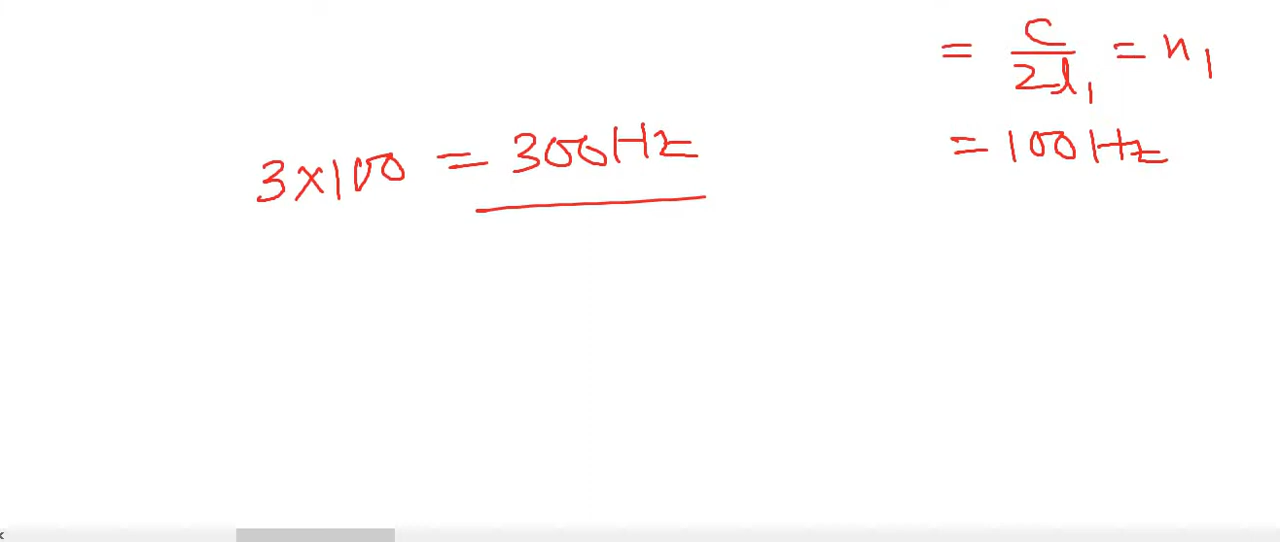 = C/2l₁ = n₁
= 100Hz
3×100 = 300Hz